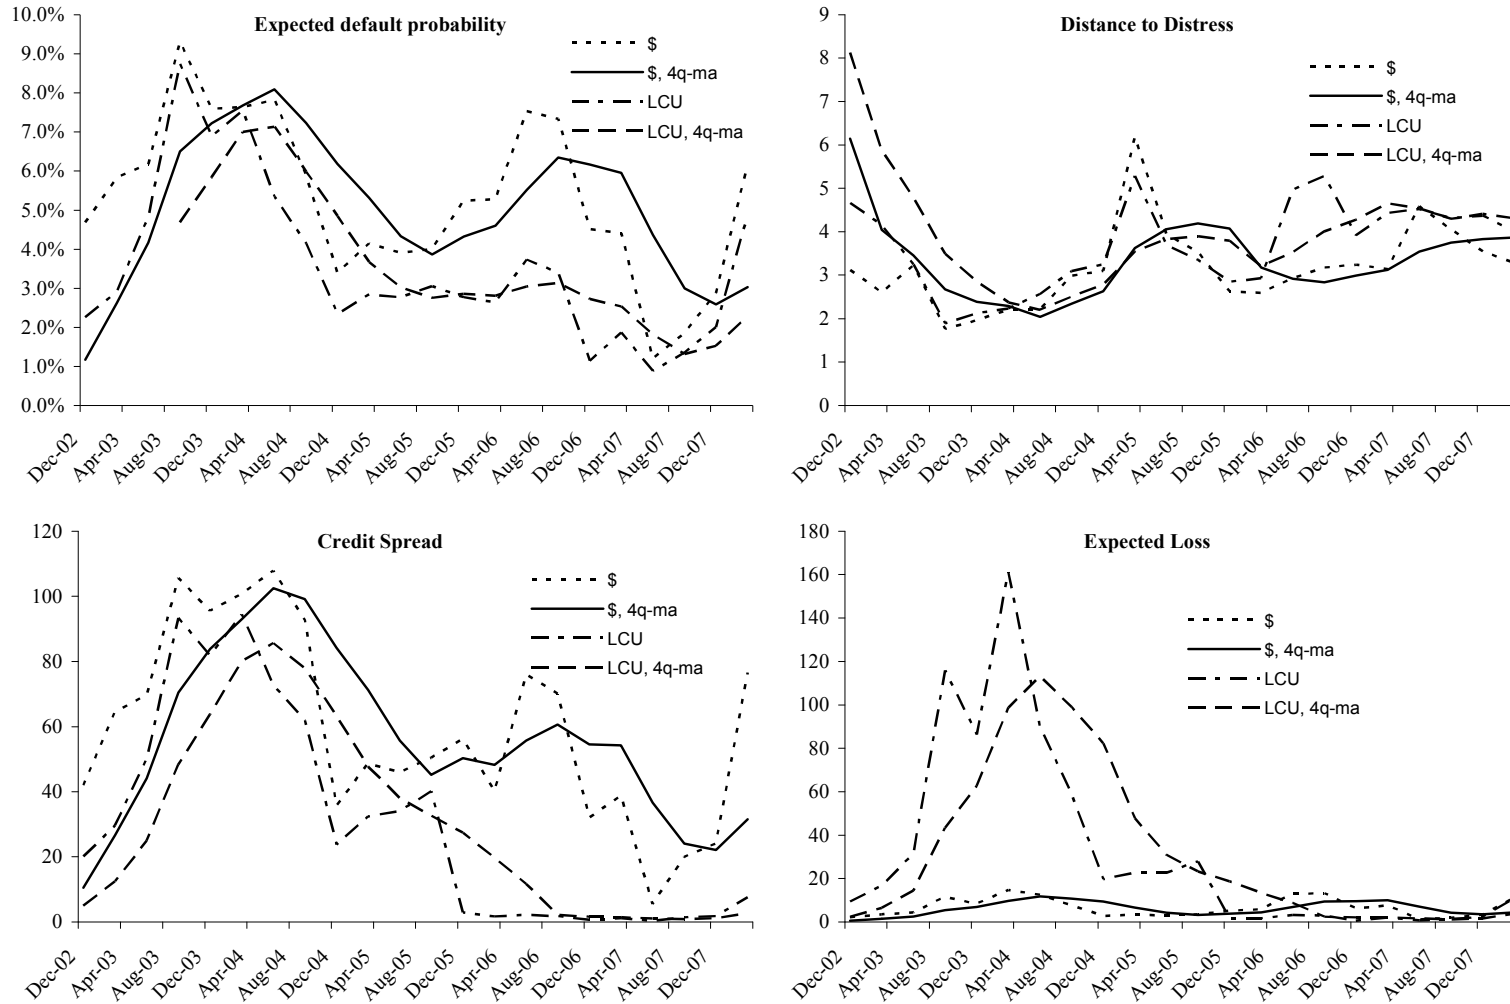 Expected default probability
10.0%
9.0%
8.0%
7.0%
6.0%
5.0%
4.0%
3.0%
2.0%
1.0%
0.0%
$
$, 4q-ma
LCU
LCU, 4q-ma
Dec-02
Apr-03
Aug-03
Dec-03
Apr-04
Aug-04
Dec-04
Apr-05
Aug-05
Dec-05
Apr-06
Aug-06
Dec-06
Apr-07
Aug-07
Dec-07
Distance to Distress
9
8
7
6
5
4
3
2
1
0
$
$, 4q-ma
LCU
LCU, 4q-ma
Dec-02
Apr-03
Aug-03
Dec-03
Apr-04
Aug-04
Dec-04
Apr-05
Aug-05
Dec-05
Apr-06
Aug-06
Dec-06
Apr-07
Aug-07
Dec-07
Credit Spread
120
100
80
60
40
20
0
$
$, 4q-ma
LCU
LCU, 4q-ma
Dec-02
Apr-03
Aug-03
Dec-03
Apr-04
Aug-04
Dec-04
Apr-05
Aug-05
Dec-05
Apr-06
Aug-06
Dec-06
Apr-07
Aug-07
Dec-07
Expected Loss
180
160
140
120
100
80
60
40
20
0
$
$, 4q-ma
LCU
LCU, 4q-ma
Dec-02
Apr-03
Aug-03
Dec-03
Apr-04
Aug-04
Dec-04
Apr-05
Aug-05
Dec-05
Apr-06
Aug-06
Dec-06
Apr-07
Aug-07
Dec-07